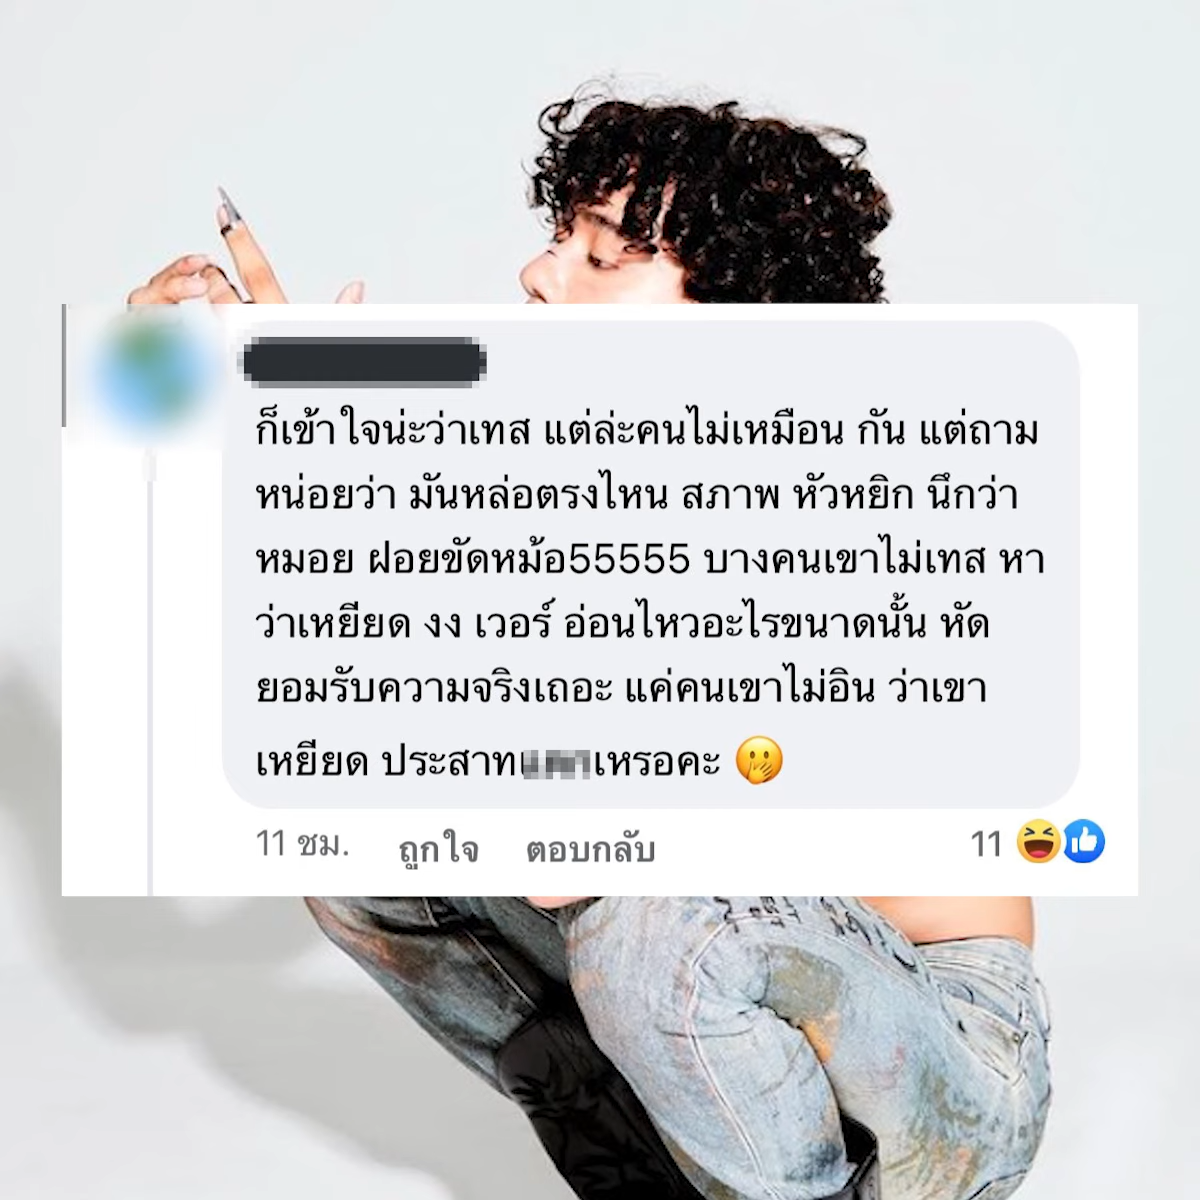 ก็เข้าใจน่ะว่าเทส แต่ล่ะคนไม่เหมือน กัน แต่ถาม
หน่อยว่า มันหล่อตรงไหน สภาพ หัวหยิก นึกว่า
หมอย ฝอยขัดหม้อ55555 บางคนเขาไม่เทส หา
ว่าเหยียด งง เวอร์ อ่อนไหวอะไรขนาดนั้น หัด
ยอมรับความจริงเถอะ แค่คนเขาไม่อิน ว่าเขา
เหยียด ประสาทเหรอคะ 🤭
11 ชม. ถูกใจ ตอบกลับ 11